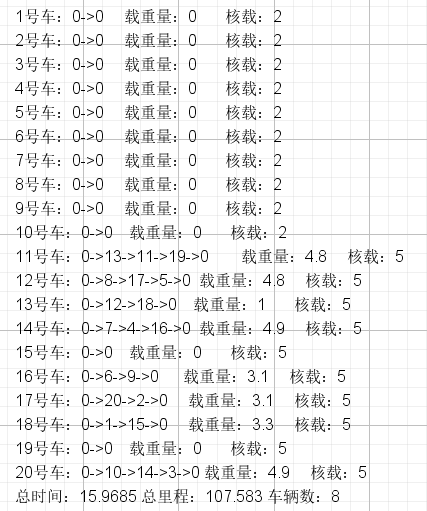 1号车：0->0 载重量：0 核载：2
2号车：0->0 载重量：0 核载：2
3号车：0->0 载重量：0 核载：2
4号车：0->0 载重量：0 核载：2
5号车：0->0 载重量：0 核载：2
6号车：0->0 载重量：0 核载：2
7号车：0->0 载重量：0 核载：2
8号车：0->0 载重量：0 核载：2
9号车：0->0 载重量：0 核载：2
10号车：0->0 载重量：0 核载：2
11号车：0->13->11->19->0 载重量：4.8 核载：5
12号车：0->8->17->5->0 载重量：4.8 核载：5
13号车：0->12->18->0 载重量：1 核载：5
14号车：0->7->4->16->0 载重量：4.9 核载：5
15号车：0->0 载重量：0 核载：5
16号车：0->6->9->0 载重量：3.1 核载：5
17号车：0->20->2->0 载重量：3.1 核载：5
18号车：0->1->15->0 载重量：3.3 核载：5
19号车：0->0 载重量：0 核载：5
20号车：0->10->14->3->0 载重量：4.9 核载：5
总时间：15.9685 总里程：107.583 车辆数：8